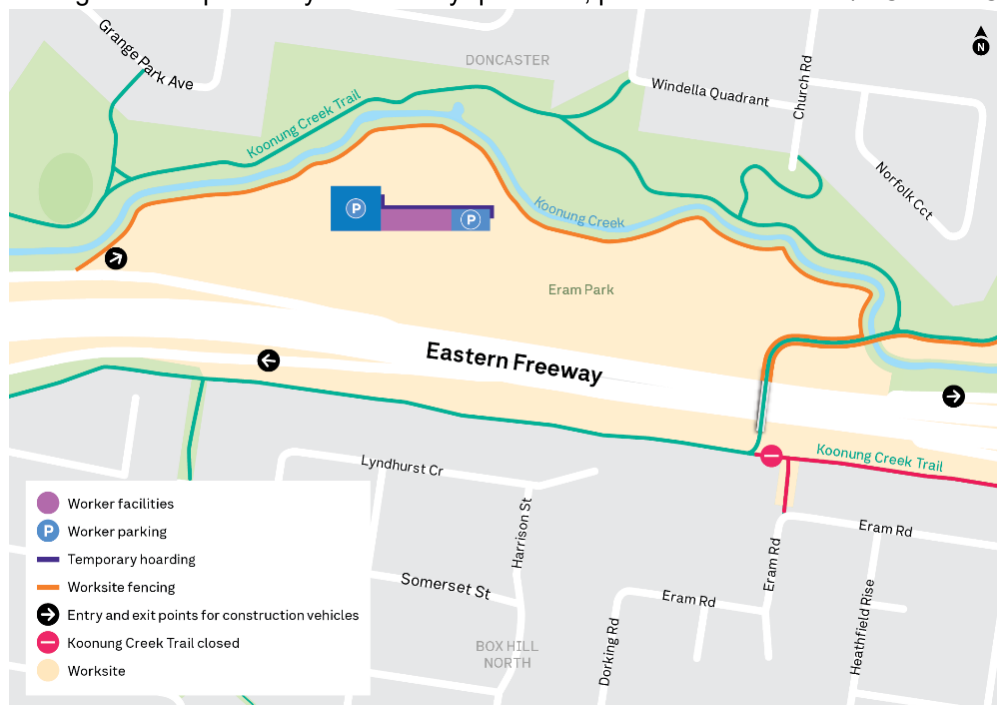 Grange Park Ave
DONCASTER
N
Windella Quadrant
Church Rd
Koonung Creek Trail
Norfolk Cct
P
P
Koonung Creek
Eram Park
Eastern Freeway
Koonung Creek Trail
Lyndhurst Cr
Harrison St
Eram Rd
Eram Rd
Somerset St
Eram Rd
Heathfield Rise
Dorking Rd
BOX HILL
NORTH
Worker facilities
P Worker parking
Temporary hoarding
Worksite fencing
Entry and exit points for construction vehicles
Koonung Creek Trail closed
Worksite